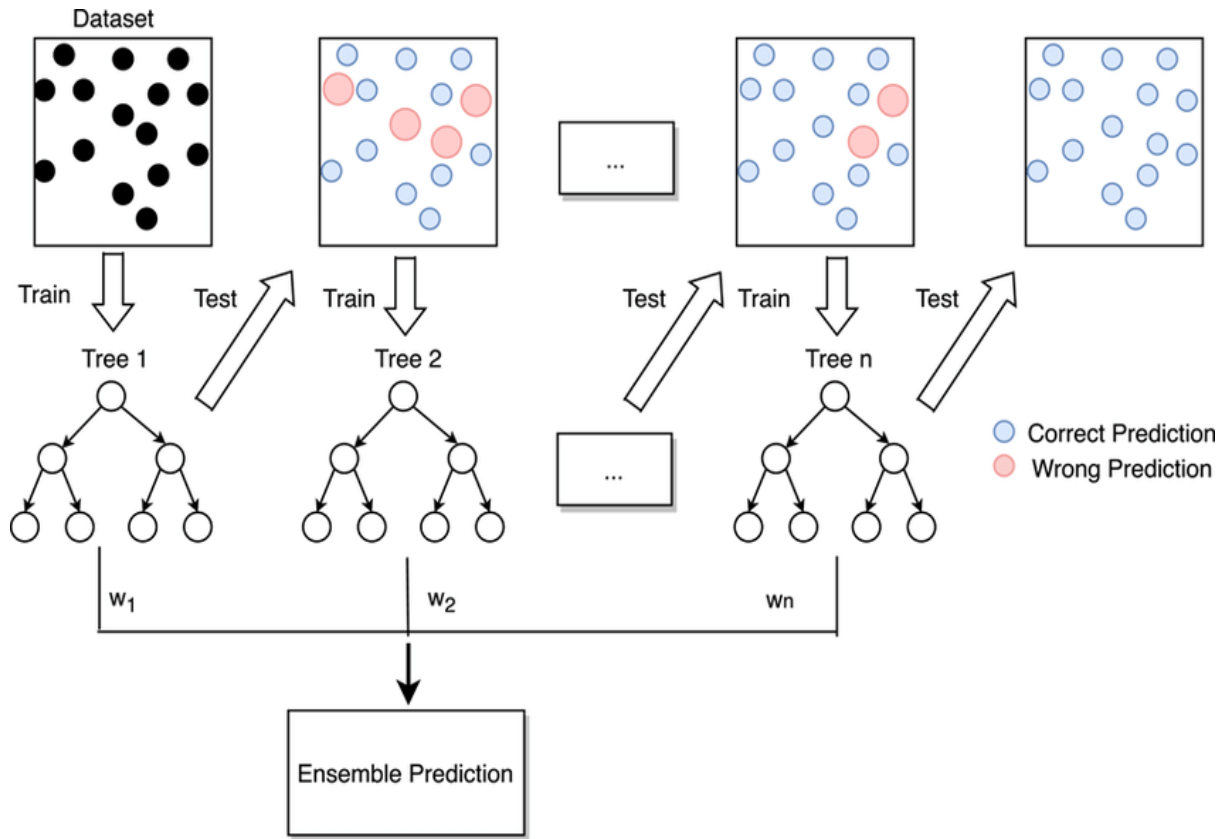 Dataset
...
Train
Test
Train
Test
Train
Test
Tree 1
Tree 2
Tree n
Correct Prediction
Wrong Prediction
...
w1
w2
wn
Ensemble Prediction